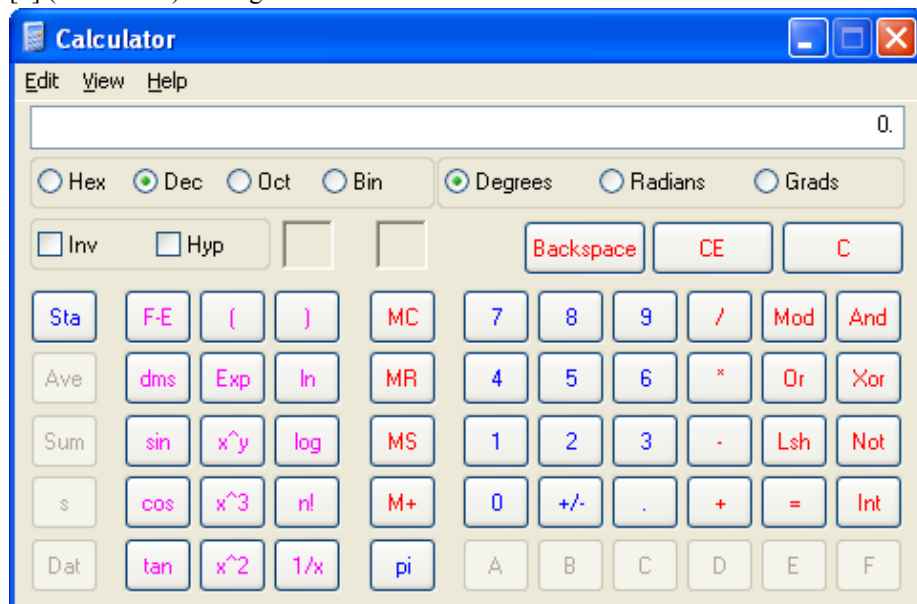 Calculator
Edit View Help
0.
Hex Dec Oct Bin Degrees Radians Grads
Inv Hyp Backspace CE C
Sta F-E ( ) MC 7 8 9 / Mod And
Ave dms Exp ln MR 4 5 6 * Or Xor
Sum sin x^y log MS 1 2 3 - Lsh Not
s cos x^3 n! M+ 0 +/- . + = Int
Dat tan x^2 1/x pi A B C D E F